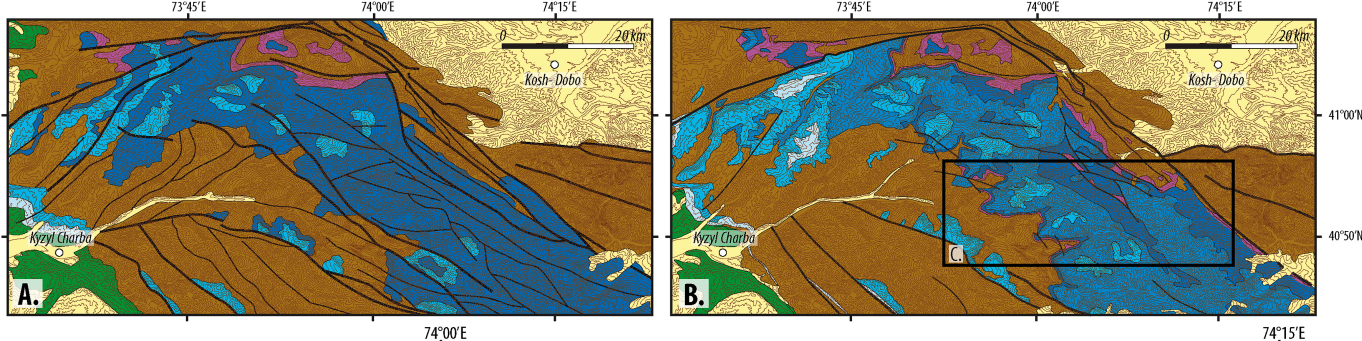 73°45'E 74°00'E 74°15'E 73°45'E 74°00'E 74°15'E
0 20 km 0 20 km
Kosh- Dobo Kosh- Dobo
41°00'N
Kyzyl Charba Kyzyl Charba 40°50'N
C.
A. B.
74°00'E 74°15'E